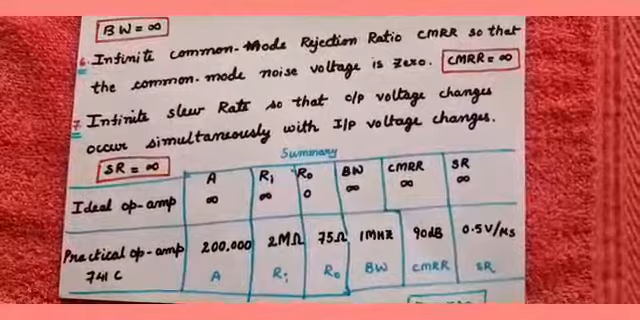 BW = ∞
6. Infinite common-Mode Rejection Ratio CMRR so that
the common-mode noise voltage is zero. CMRR = ∞
7. Infinite slew Rate so that o/p voltage changes
occur simultaneously with I/p voltage changes.
SR = ∞
Summary
A Ri Ro BW CMRR SR
Ideal op-amp ∞ ∞ 0 ∞ ∞ ∞
Practical op-amp 200,000 2MΩ 75Ω 1MHz 90dB 0.5V/μs
741 C A Ri Ro BW CMRR SR